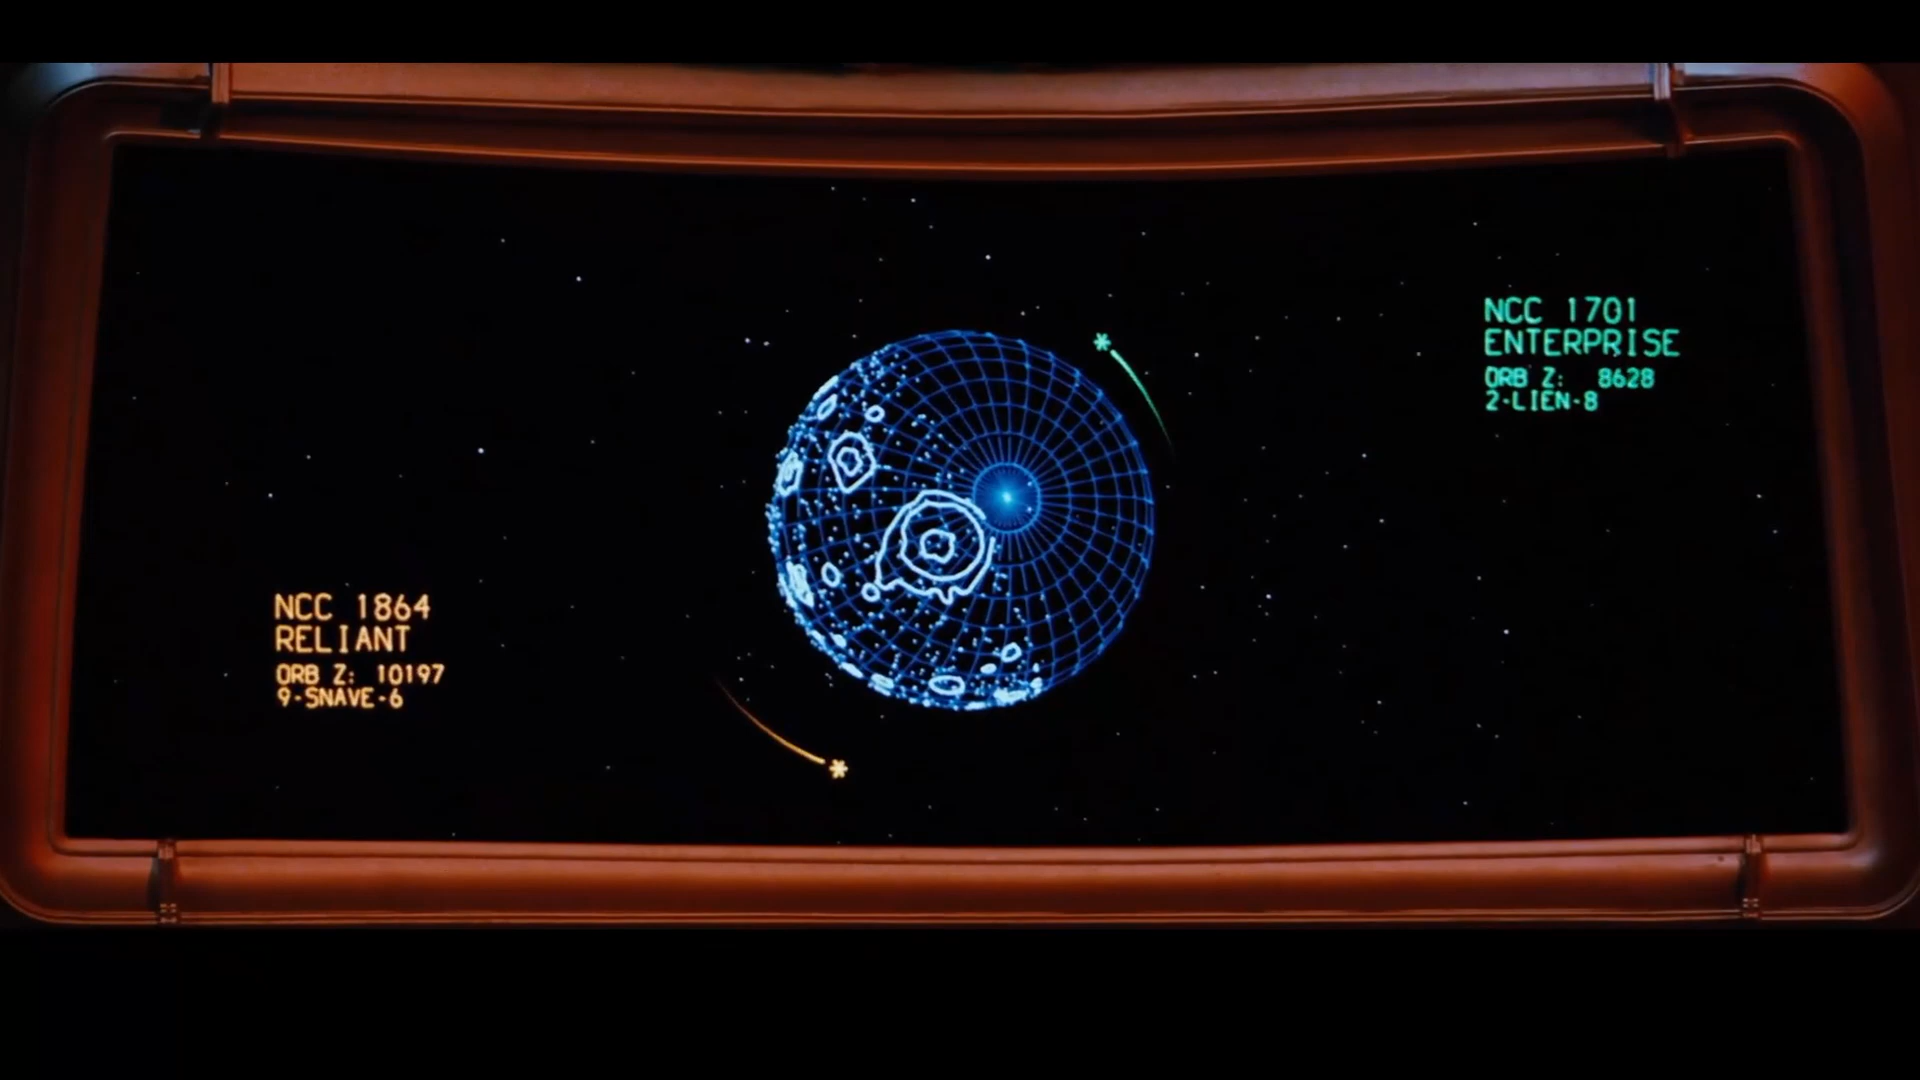 NCC 1701
ENTERPRISE
ORB Z: 8628
2-LIEN-8
NCC 1864
RELIANT
ORB Z: 10197
9-SNAVE-6